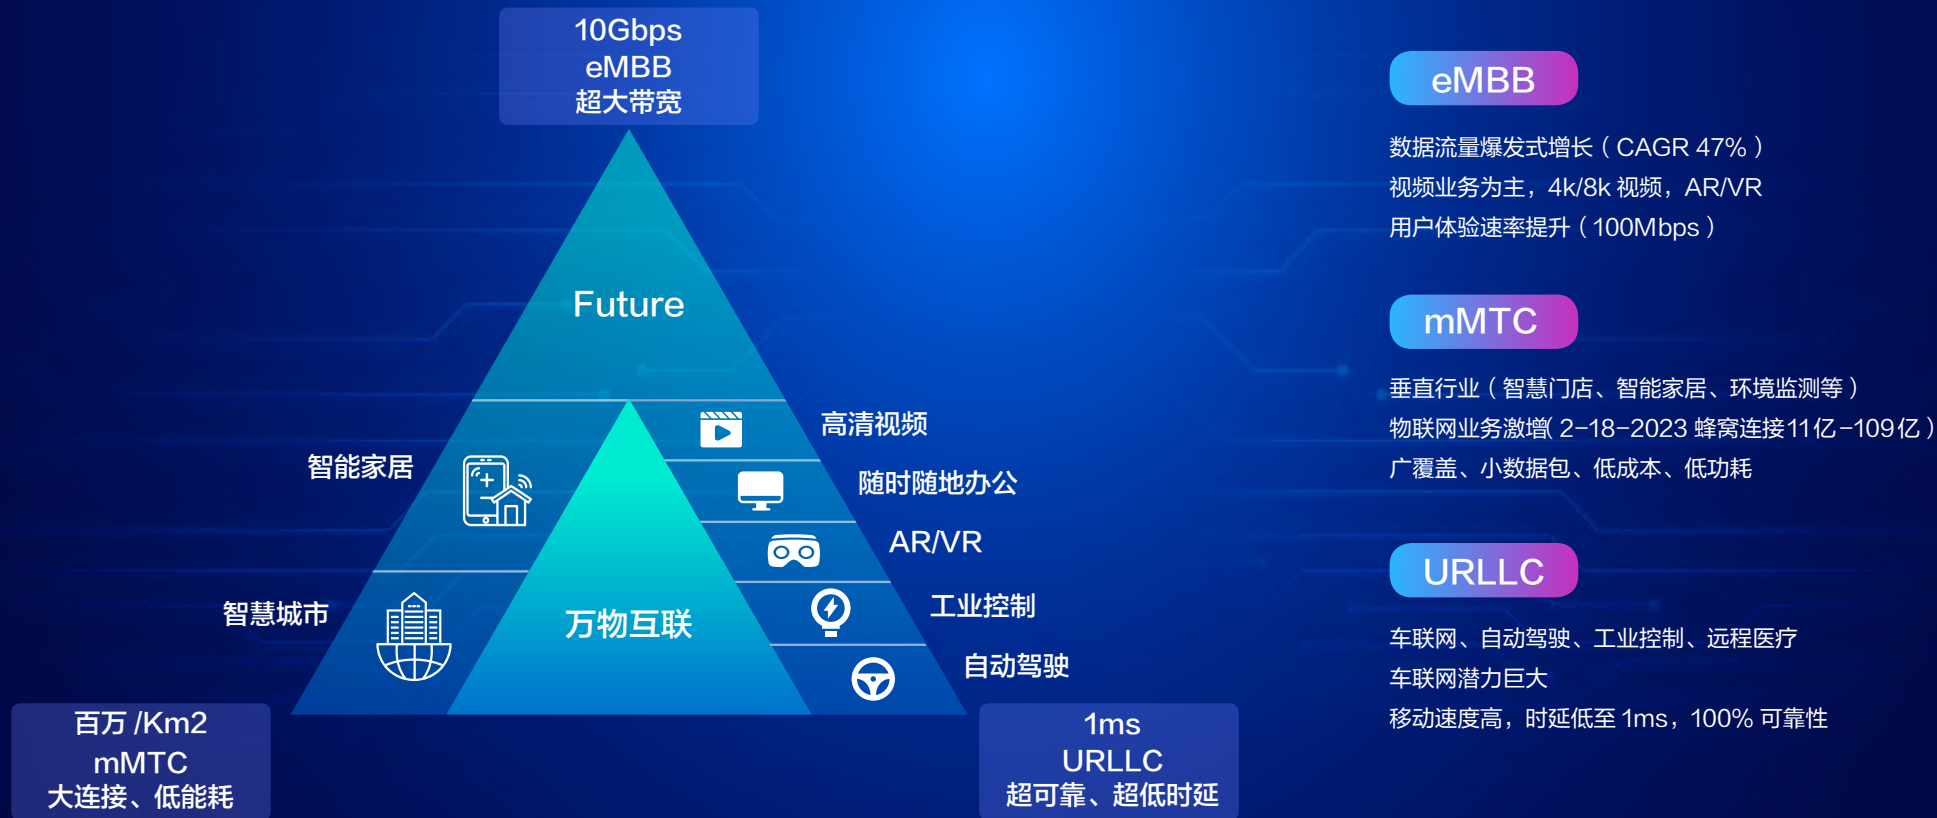 10Gbps
eMBB
超大带宽
Future
高清视频
智能家居
随时随地办公
AR/VR
工业控制
智慧城市
万物互联
自动驾驶
百万 /Km2
mMTC
大连接、低能耗
1ms
URLLC
超可靠、超低时延
eMBB
数据流量爆发式增长（CAGR 47%）
视频业务为主，4k/8k 视频，AR/VR
用户体验速率提升（100Mbps）
mMTC
垂直行业（智慧门店、智能家居、环境监测等）
物联网业务激增（2-18-2023 蜂窝连接11亿-109亿）
广覆盖、小数据包、低成本、低功耗
URLLC
车联网、自动驾驶、工业控制、远程医疗
车联网潜力巨大
移动速度高，时延低至 1ms，100% 可靠性